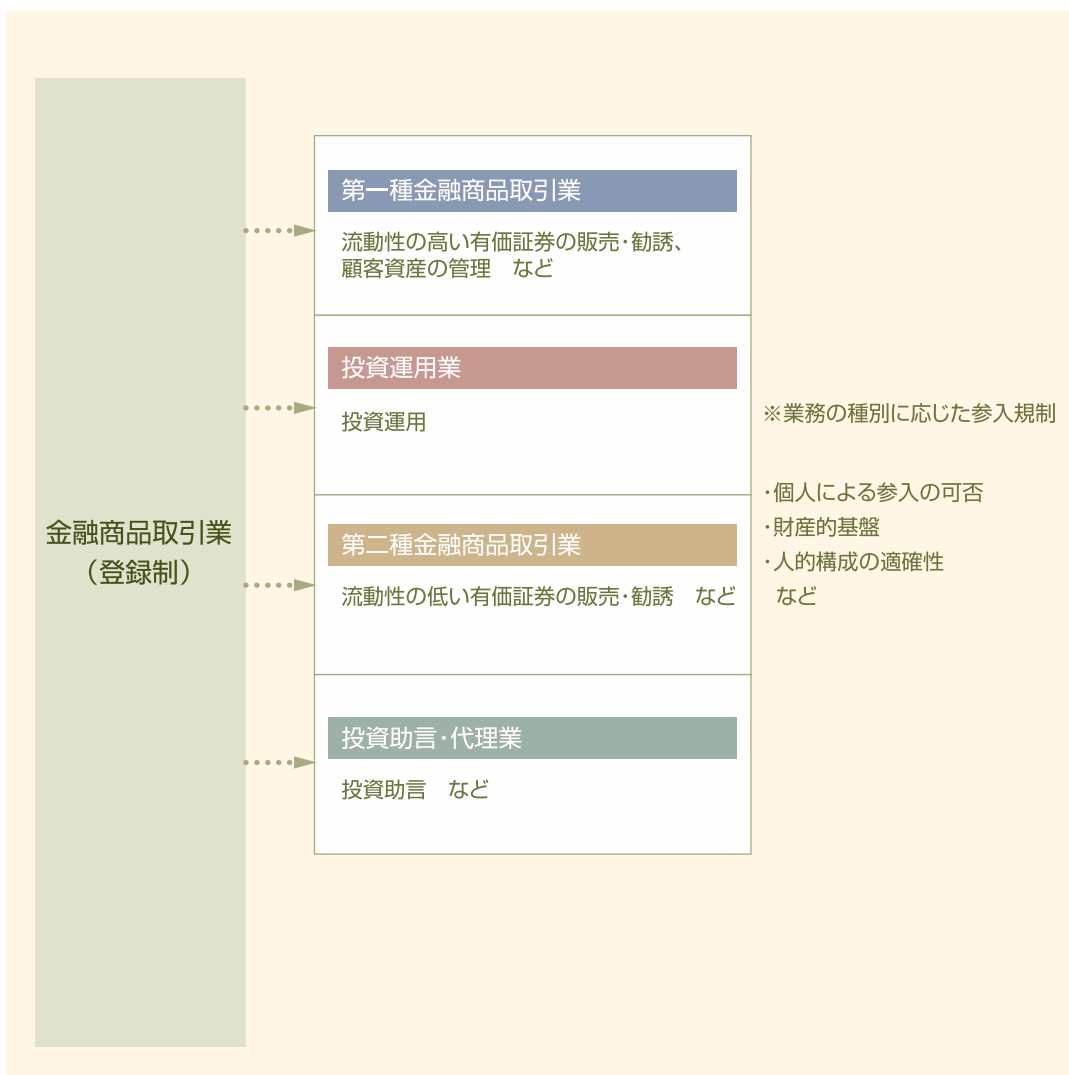 金融商品取引業
（登録制）
第一種金融商品取引業
流動性の高い有価証券の販売・勧誘、
顧客資産の管理　など
投資運用業
投資運用
第二種金融商品取引業
流動性の低い有価証券の販売・勧誘　など
投資助言・代理業
投資助言　など
※業務の種別に応じた参入規制
・個人による参入の可否
・財産的基盤
・人的構成の適確性
など